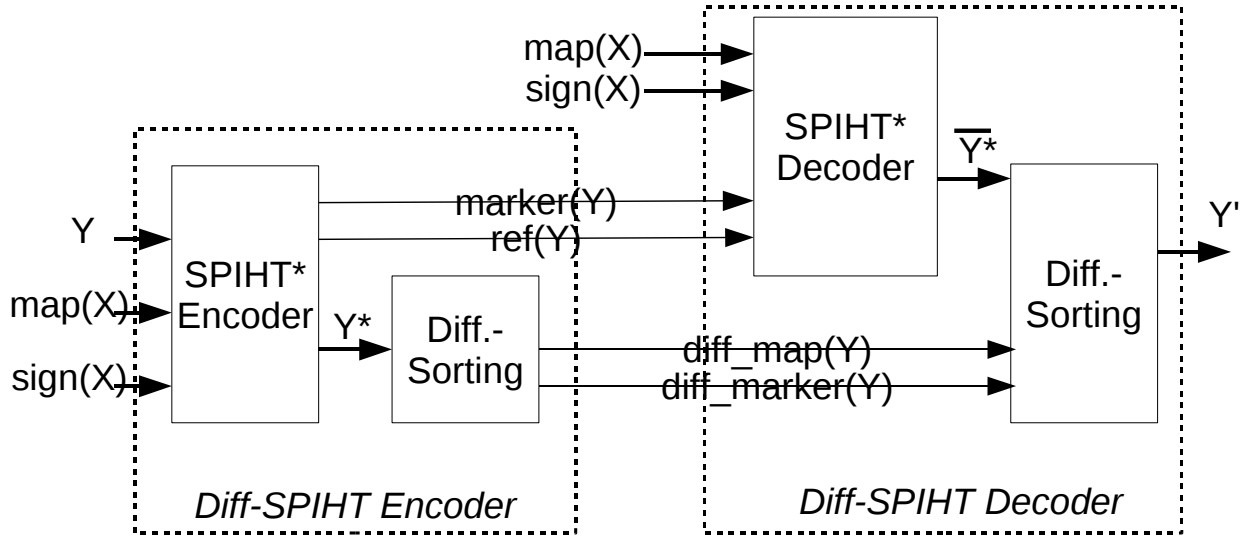 map(X)
sign(X)
SPIHT*
Decoder
Y*
marker(Y)
ref(Y)
Y
map(X)
sign(X)
SPIHT*
Encoder
Y*
Diff.-
Sorting
diff_map(Y)
diff_marker(Y)
Diff.-
Sorting
Y'
Diff-SPIHT Encoder
Diff-SPIHT Decoder